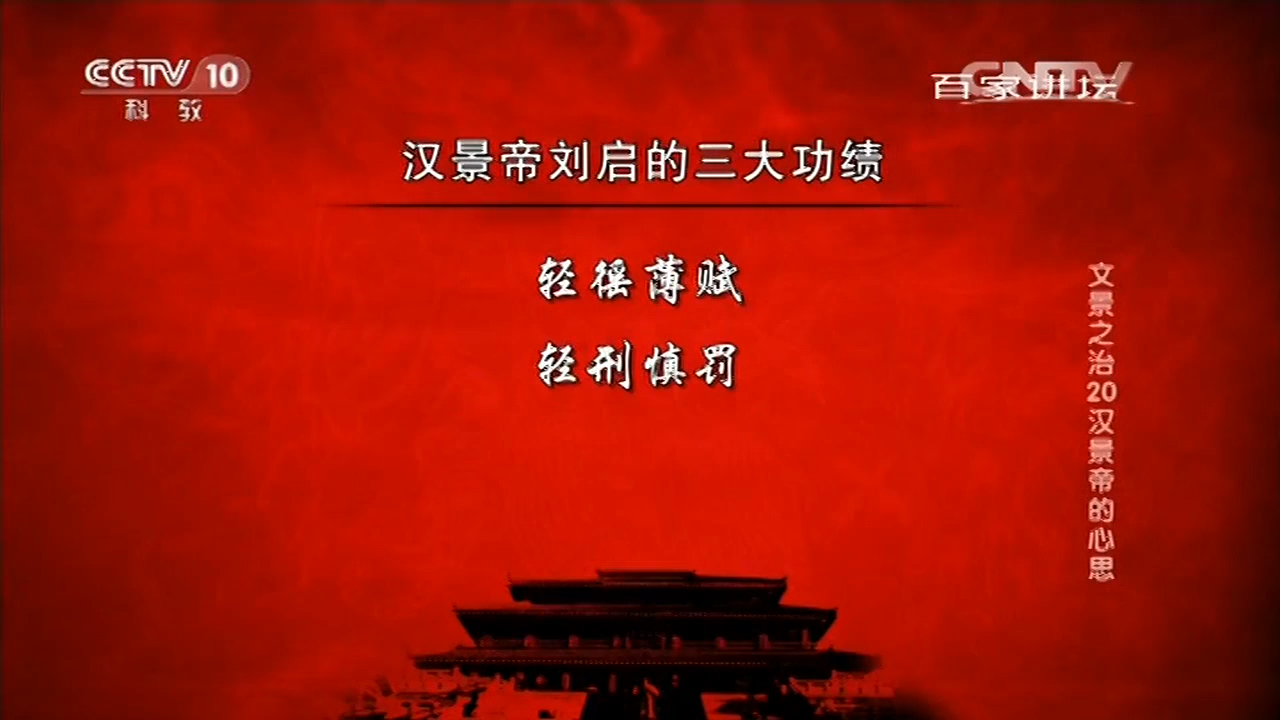 CCTV 10
科 教
CNTV
百家讲坛
汉景帝刘启的三大功绩
轻徭薄赋
轻刑慎罚
文景之治20汉景帝的心思